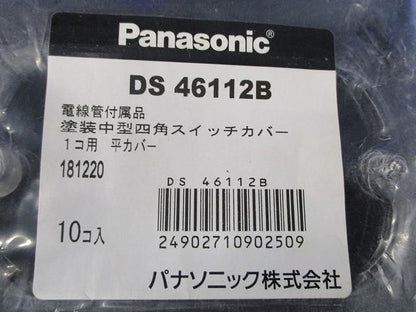 Panasonic®
DS 46112B
電線管付属品
塗装中型四角スイッチカバー
1コ用 平カバー
181220
DS 46112B
10コ入
24902710902509
パナソニック株式会社